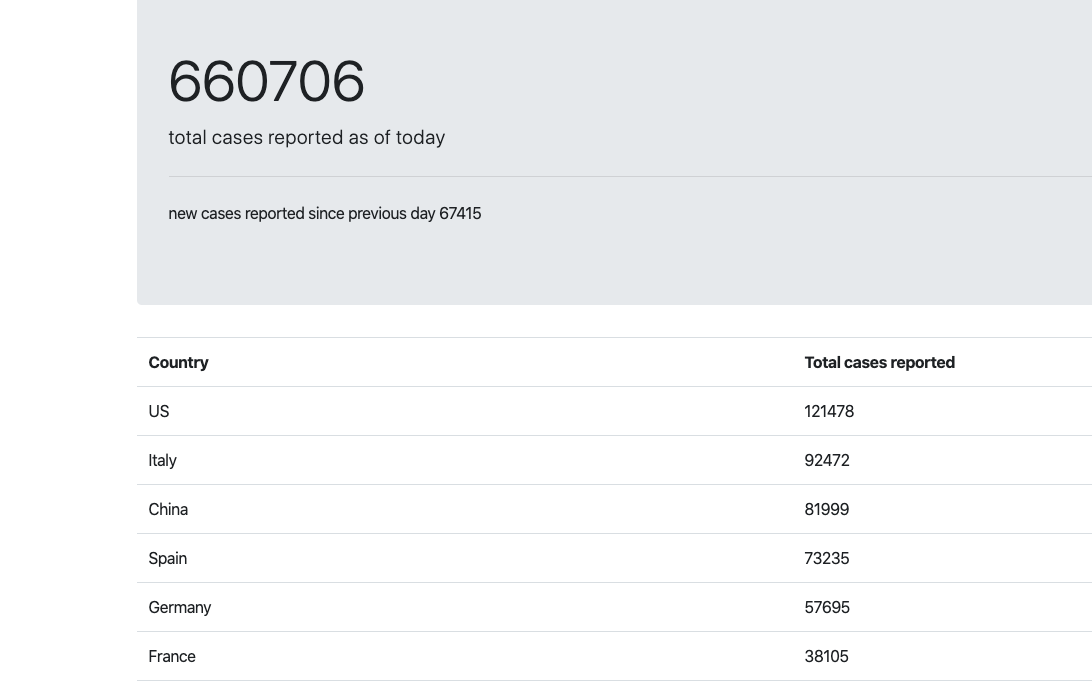 660706
total cases reported as of today
new cases reported since previous day 67415
Country Total cases reported
US 121478
Italy 92472
China 81999
Spain 73235
Germany 57695
France 38105